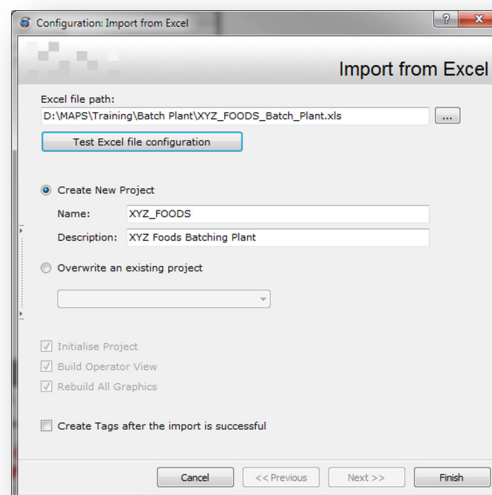 Configuration: Import from Excel
Import from Excel
Excel file path:
D:\MAPS\Training\Batch Plant\XYZ_FOODS_Batch_Plant.xls
...
Test Excel file configuration
Create New Project
Name: XYZ_FOODS
Description: XYZ Foods Batching Plant
Overwrite an existing project
Initialise Project
Build Operator View
Rebuild All Graphics
Create Tags after the import is successful
Cancel << Previous Next >> Finish